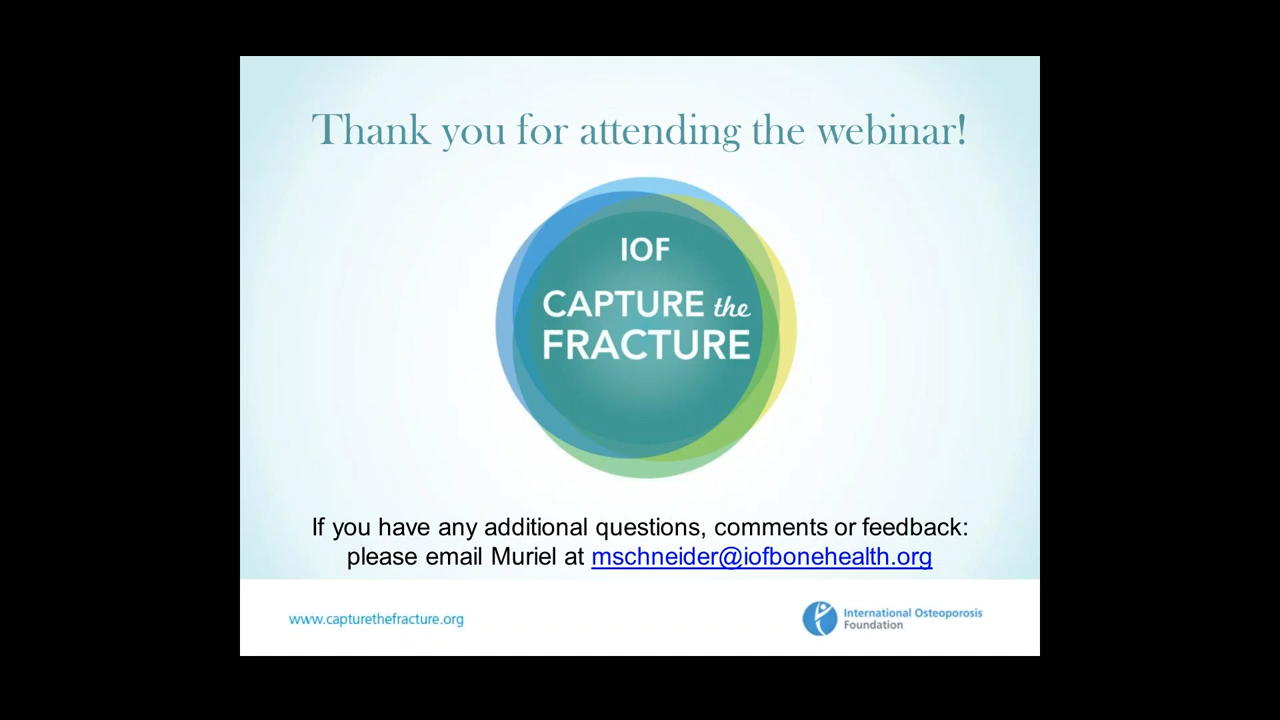 Thank you for attending the webinar!
IOF
CAPTURE the
FRACTURE
If you have any additional questions, comments or feedback:
please email Muriel at mschneider@iofbonehealth.org
www.capturethefracture.org
International Osteoporosis
Foundation